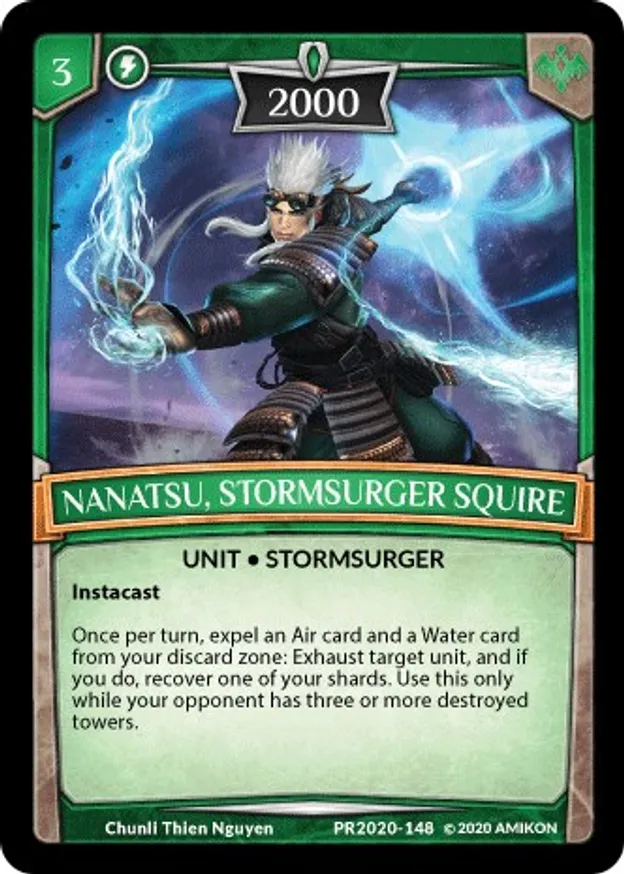 3
2000
NANATSU, STORMSURGER SQUIRE
UNIT • STORMSURGER
Instacast
Once per turn, expel an Air card and a Water card
from your discard zone: Exhaust target unit, and if
you do, recover one of your shards. Use this only
while your opponent has three or more destroyed
towers.
Chunli Thien Nguyen PR2020-148 © 2020 AMIKON